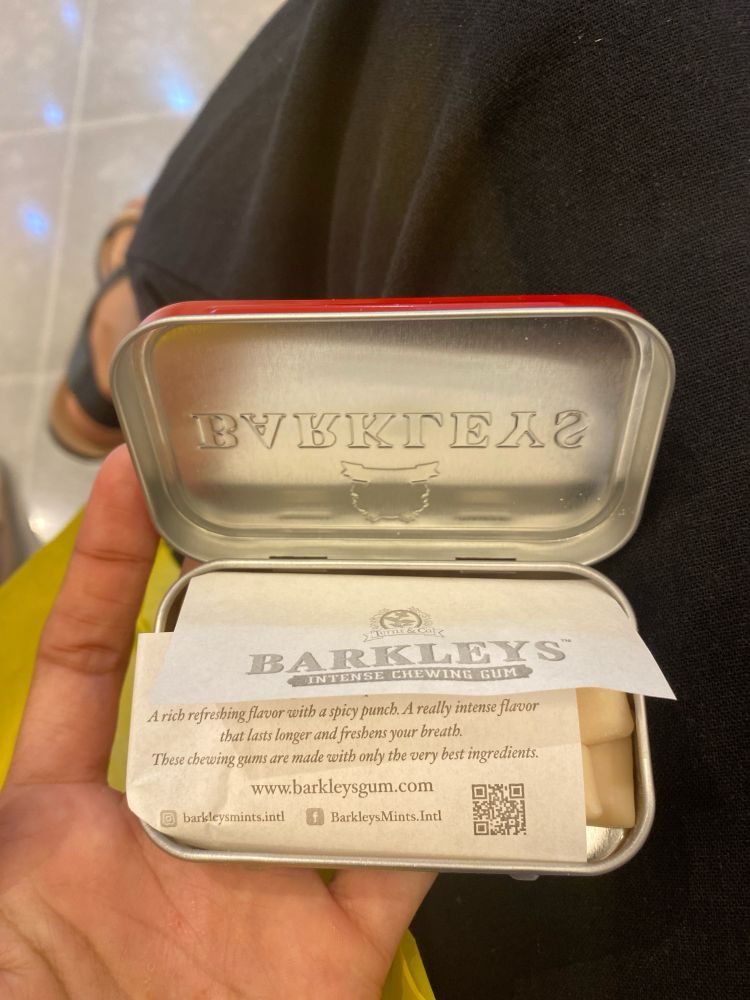 BARKLEYS
Turns & Co.
BARKLEYS™
INTENSE CHEWING GUM
A rich refreshing flavor with a spicy punch. A really intense flavor
that lasts longer and freshens your breath.
These chewing gums are made with only the very best ingredients.
www.barkleysgum.com
barkleysmints.intl BarkleysMints.Intl